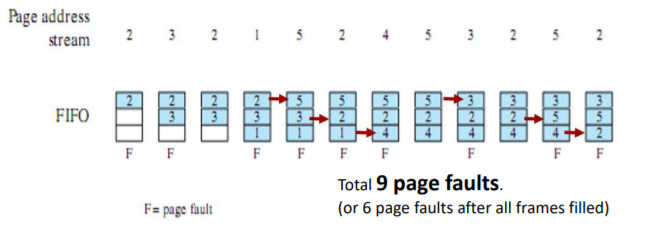 Page address
stream 2 3 2 1 5 2 4 5 3 2 5 2
FIFO
2 2 2 2 5 5 5 5 3 3 3 3
3 3 3 3 2 2 2 2 2 5 5
1 1 1 4 4 4 4 4 2
F F F F F F F F F
Total 9 page faults.
F= page fault
(or 6 page faults after all frames filled)